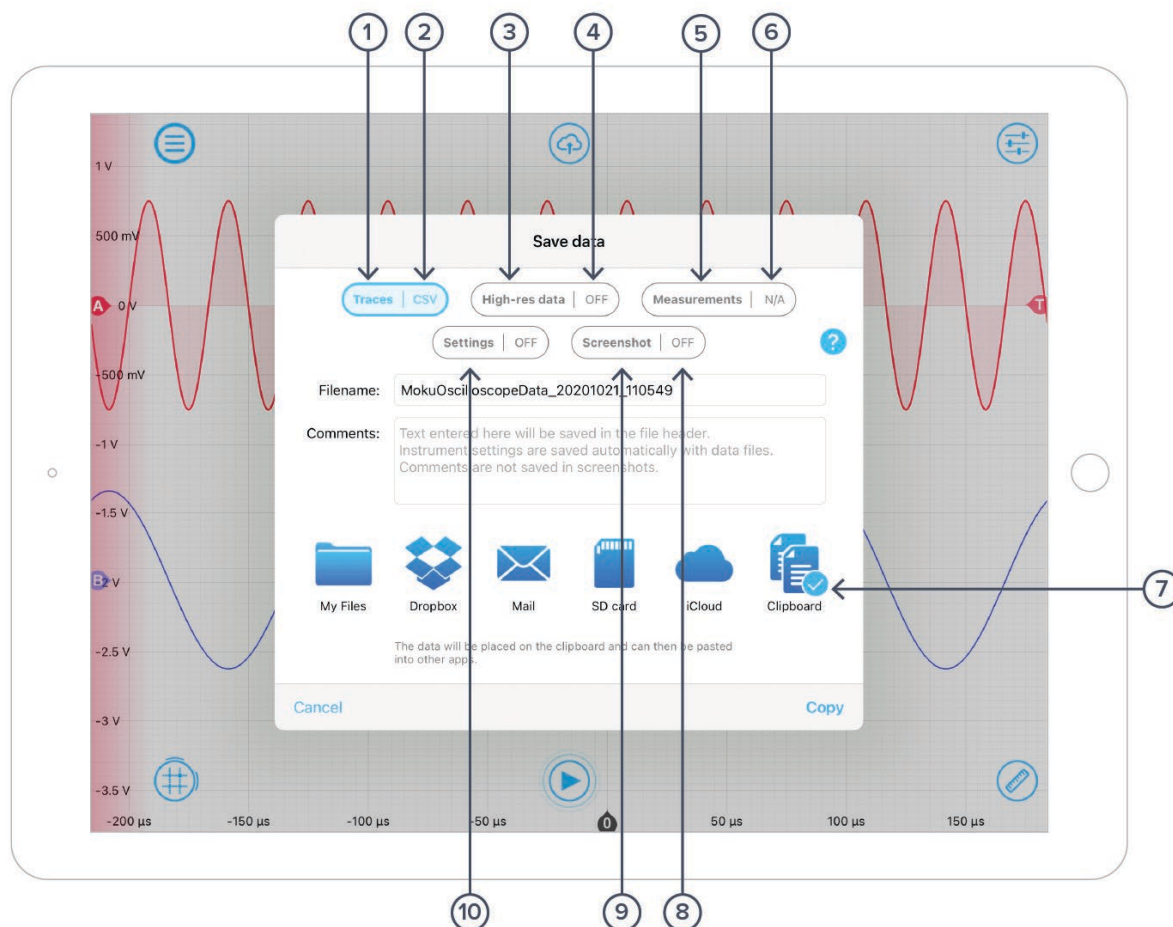 1 2 3 4 5 6
1 V
500 mV
A 0 V T
-500 mV
-1 V
-1.5 V
B -2 V
-2.5 V
-3 V
-3.5 V
-200 µs -150 µs -100 µs -50 µs 0 50 µs 100 µs 150 µs
Save data
Traces | CSV High-res data | OFF Measurements | N/A
Settings | OFF Screenshot | OFF ?
Filename: MokuOscilloscopeData_20201021_110549
Comments: Text entered here will be saved in the file header.
Instrument settings are saved automatically with data files.
Comments are not saved in screenshots.
My Files Dropbox Mail SD card iCloud Clipboard
7
The data will be placed on the clipboard and can then be pasted
into other apps.
Cancel Copy
10 9 8